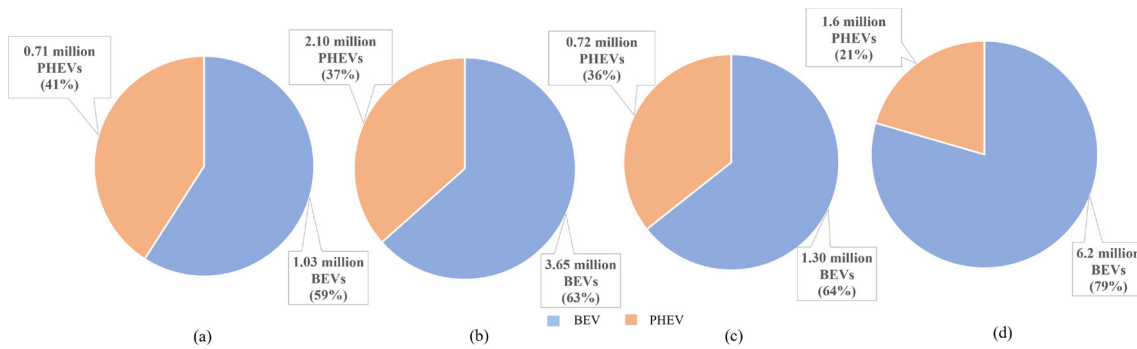 0.71 million
PHEVs
(41%)
1.03 million
BEVs
(59%)
(a)
2.10 million
PHEVs
(37%)
3.65 million
BEVs
(63%)
(b)
0.72 million
PHEVs
(36%)
1.30 million
BEVs
(64%)
(c)
1.6 million
PHEVs
(21%)
6.2 million
BEVs
(79%)
(d)
BEV
PHEV